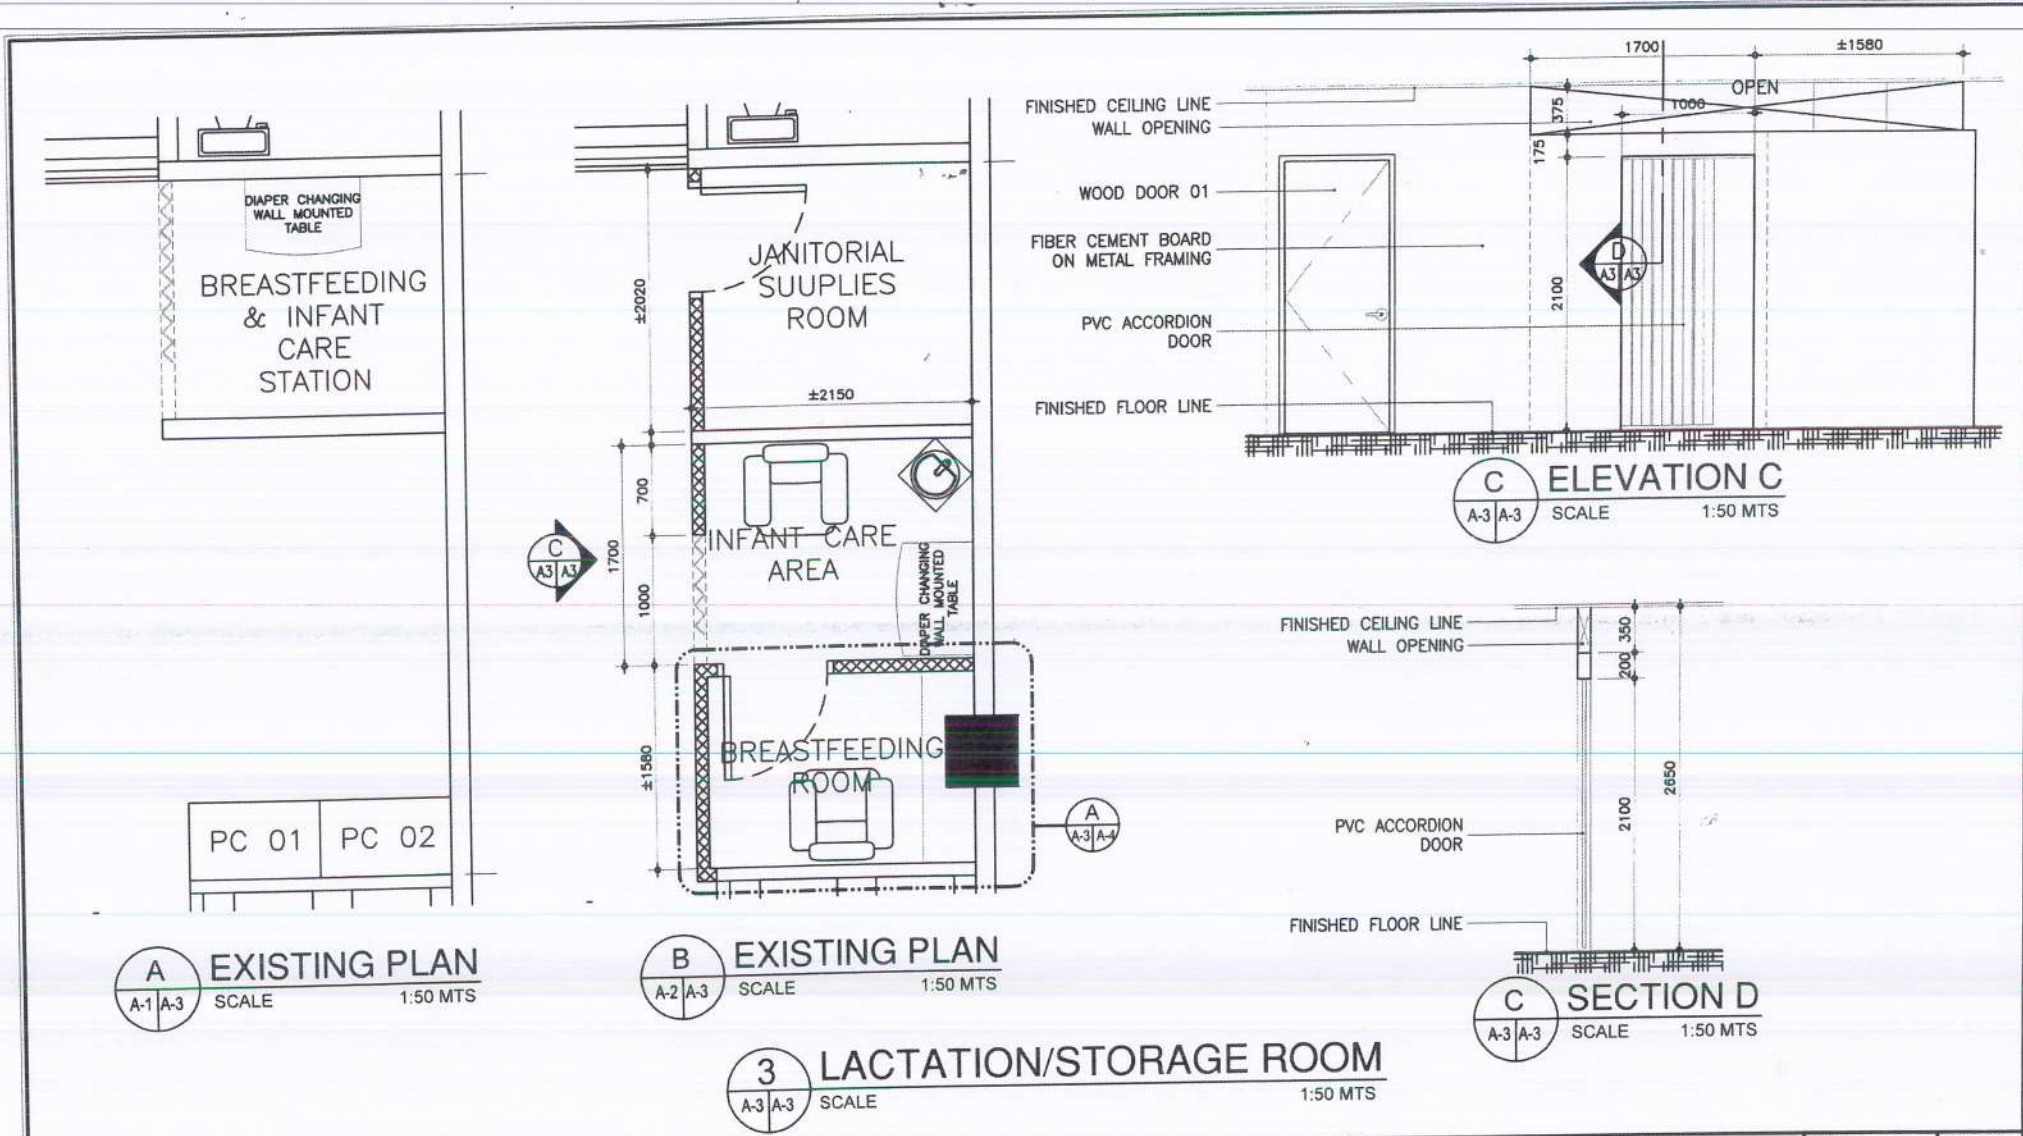 DIAPER CHANGING
WALL MOUNTED
TABLE
BREASTFEEDING
& INFANT
CARE
STATION
PC 01
PC 02
A
A-1 A-3
EXISTING PLAN
SCALE
1:50 MTS
JANITORIAL
SUUPLIES
ROOM
±2020
±2150
700
1700
1000
±1580
C
A3 A3
INFANT CARE
AREA
DIAPER CHANGING
WALL MOUNTED
TABLE
BREASTFEEDING
ROOM
A
A-3 A-4
B
A-2 A-3
EXISTING PLAN
SCALE
1:50 MTS
1700
±1580
FINISHED CEILING LINE
WALL OPENING
OPEN
1000
375
175
2100
WOOD DOOR 01
FIBER CEMENT BOARD
ON METAL FRAMING
D
A3 A3
PVC ACCORDION
DOOR
FINISHED FLOOR LINE
C
A-3 A-3
ELEVATION C
SCALE
1:50 MTS
FINISHED CEILING LINE
WALL OPENING
350
200
2100
2650
PVC ACCORDION
DOOR
FINISHED FLOOR LINE
C
A-3 A-3
SECTION D
SCALE
1:50 MTS
3
A-3 A-3
LACTATION/STORAGE ROOM
SCALE
1:50 MTS